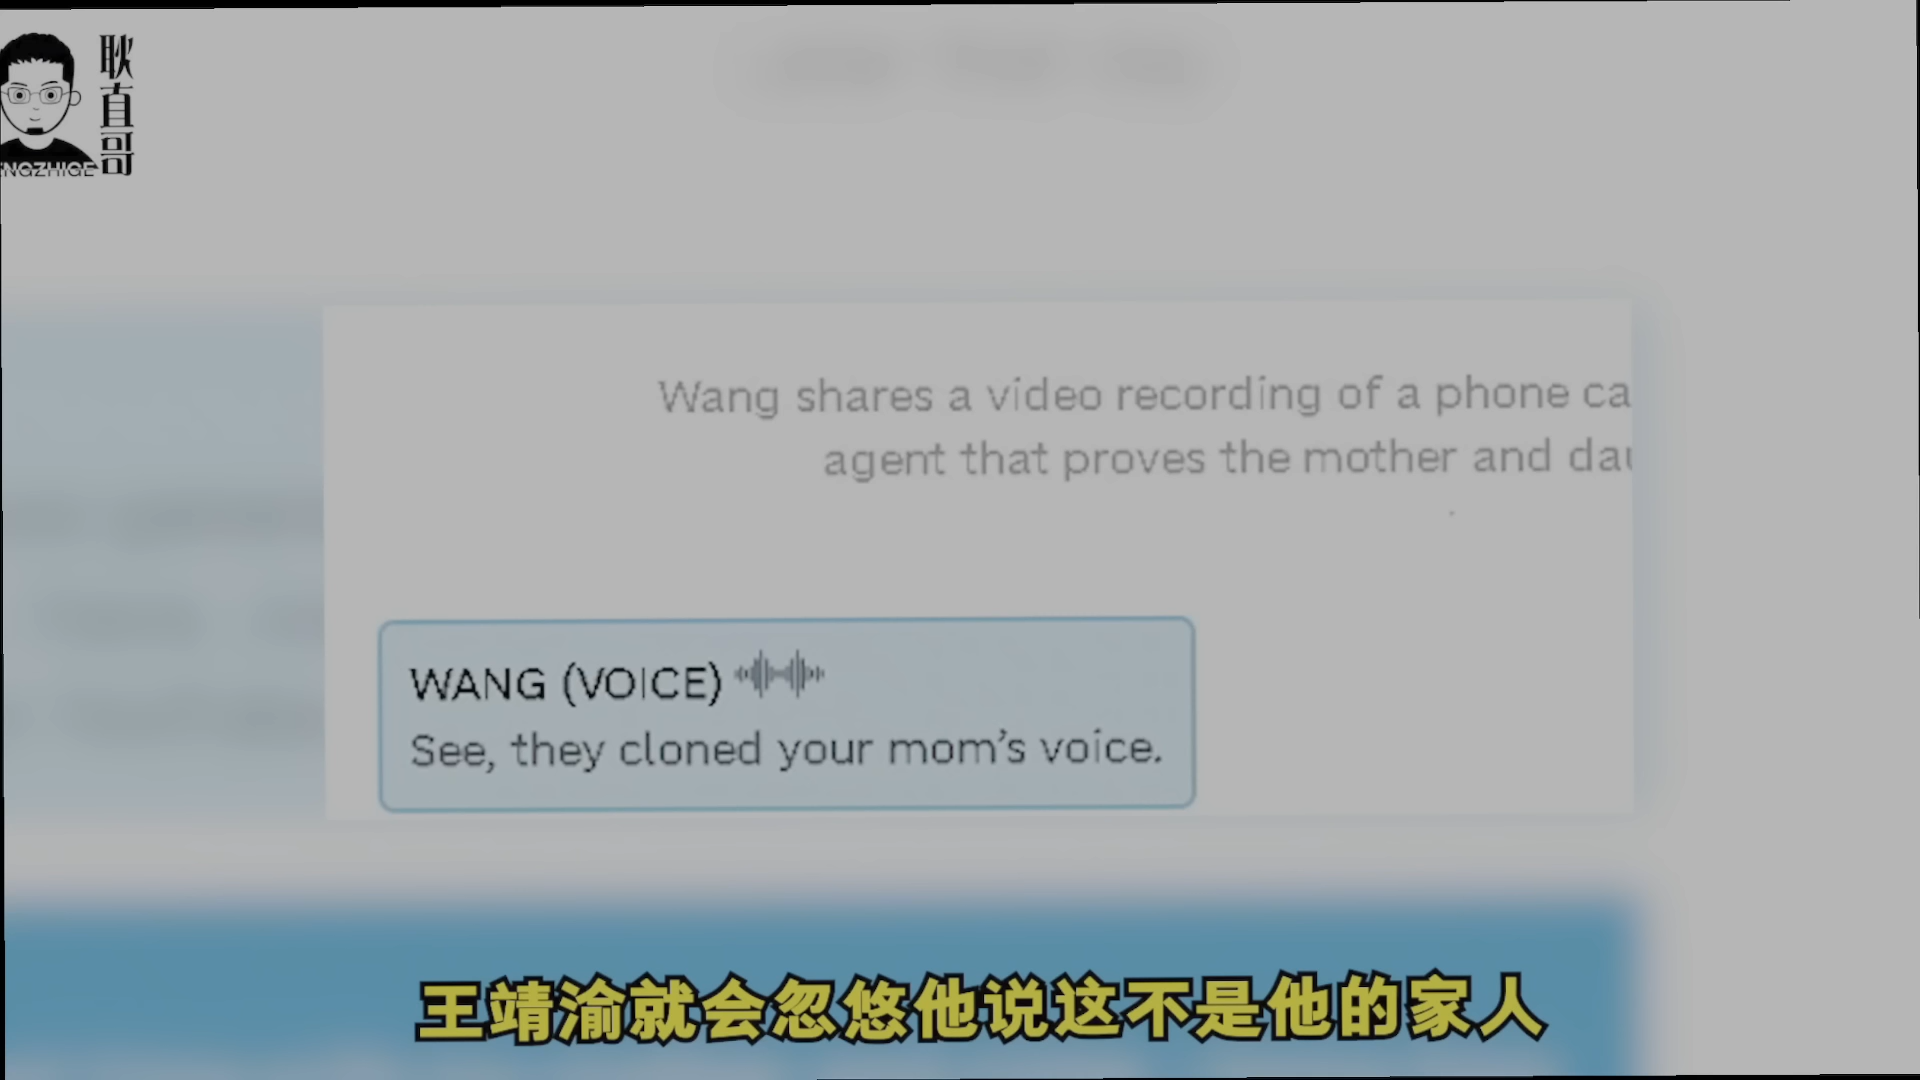 耿直哥
NGZHIGE
Wang shares a video recording of a phone ca
agent that proves the mother and dau
WANG (VOICE)
See, they cloned your mom's voice.
王靖渝就会忽悠他说这不是他的家人